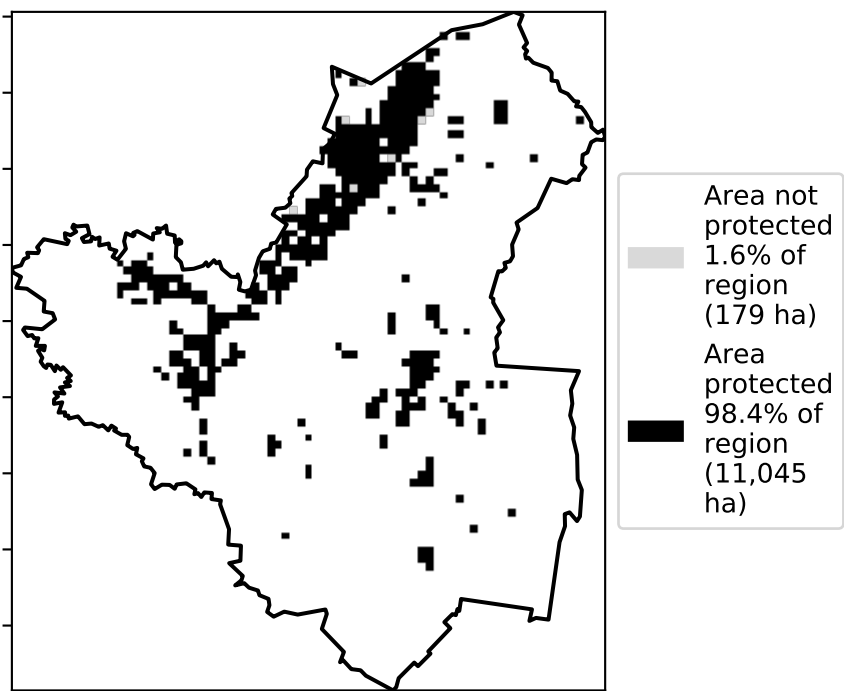 Area not
protected
1.6% of
region
(179 ha)
Area
protected
98.4% of
region
(11,045
ha)